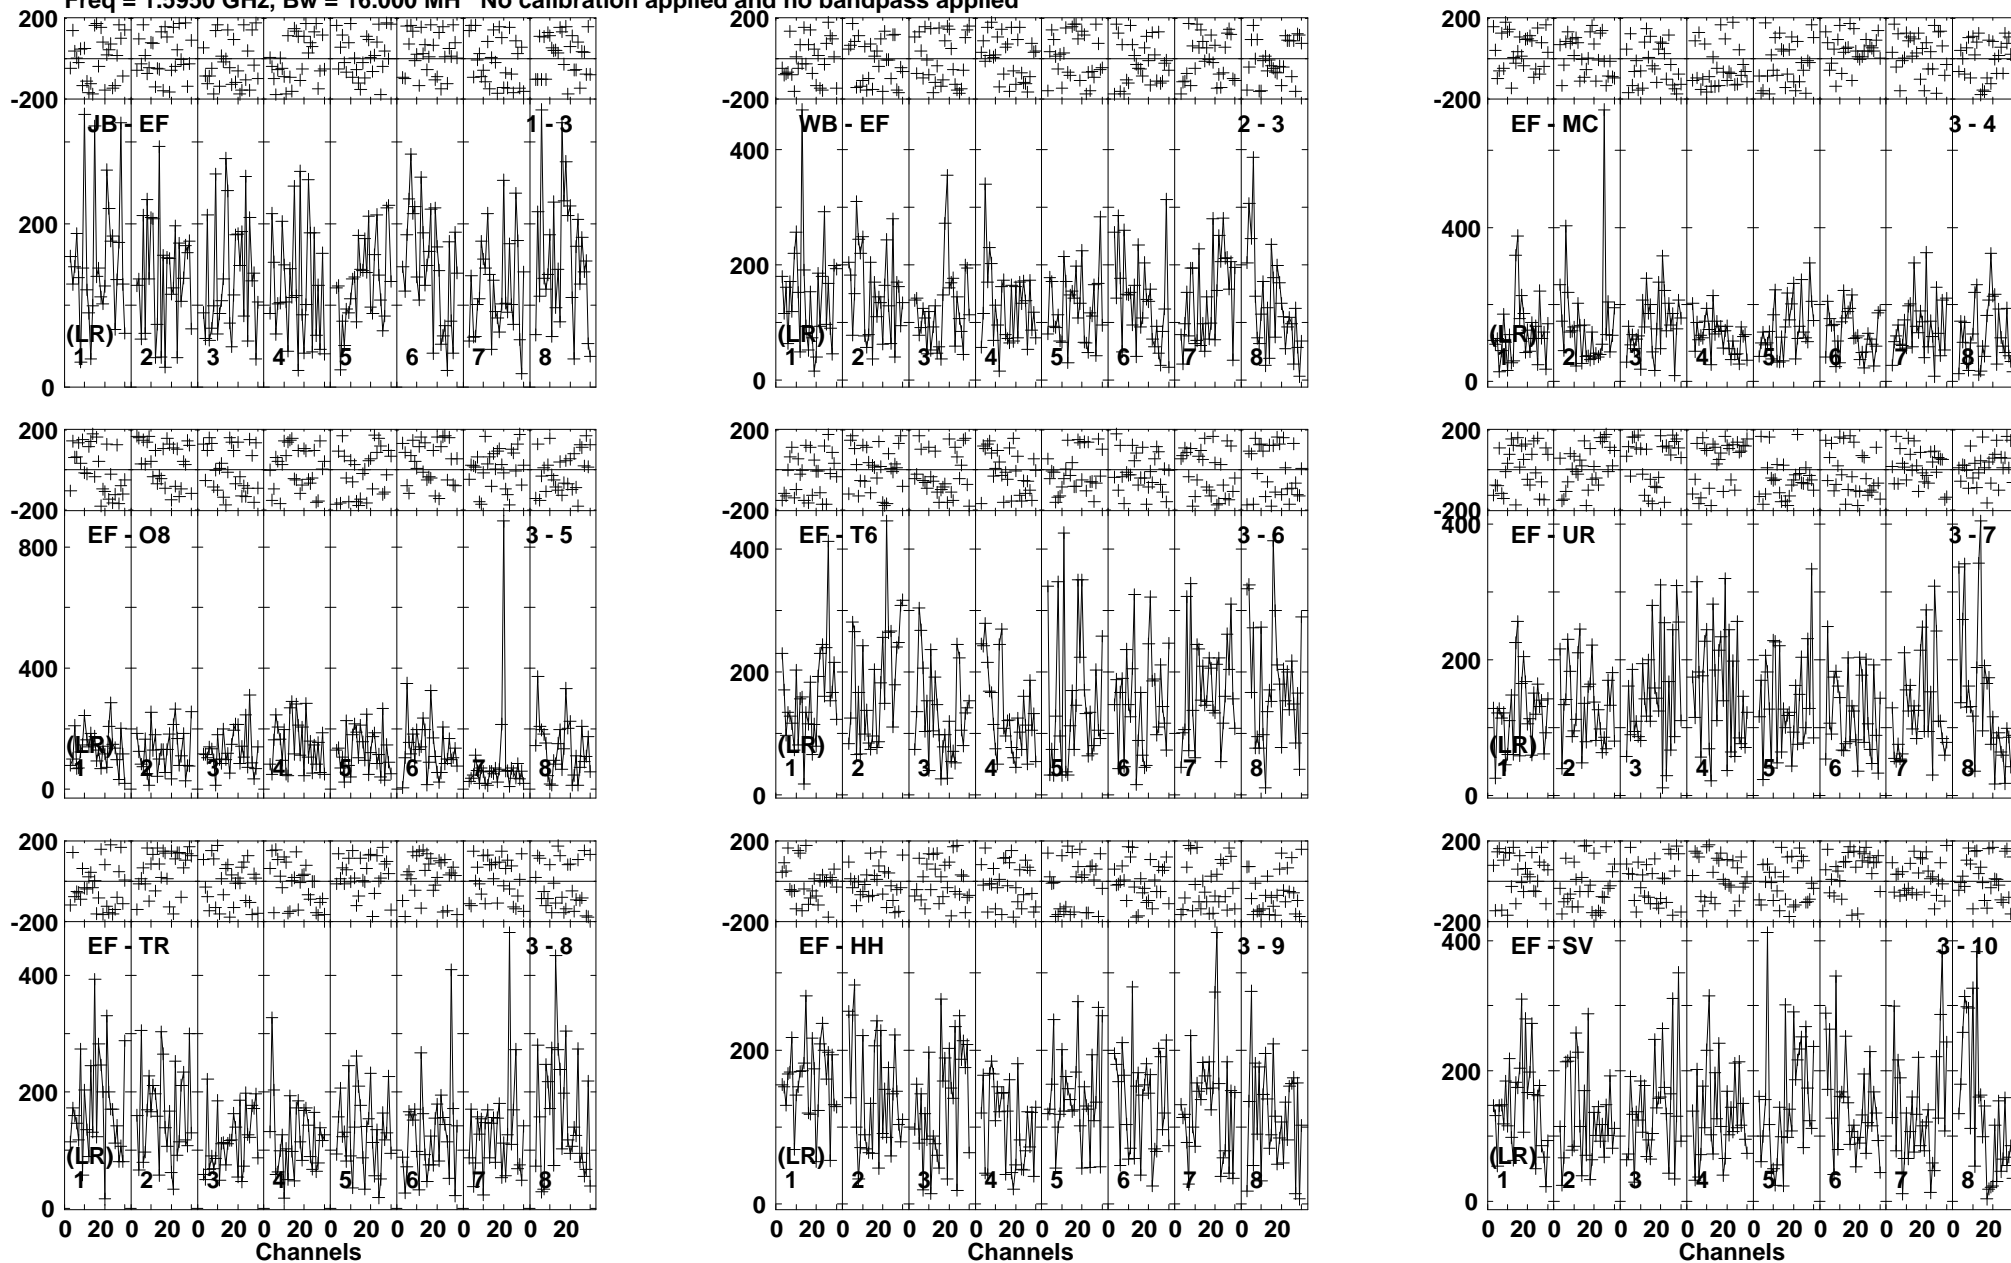 Freq = 1.5950 GHz, Bw = 16.000 MH No calibration applied and no bandpass applied
200 200 200
-200 -200 -200
JB - EF 1 - 3 WB - EF 2 - 3 EF - MC 3 - 4
400 400
200 200
(LR) (LR) (LR)
1 2 3 4 5 6 7 8 1 2 3 4 5 6 7 8 1 2 3 4 5 6 7 8
0 0 0
200 200 200
-200 -200 -200
EF - O8 3 - 5 EF - T6 3 - 6 EF - UR 3 - 7
800 400 400
400 200 200
(LR) (LR) (LR)
1 2 3 4 5 6 7 8 1 2 3 4 5 6 7 8 1 2 3 4 5 6 7 8
0 0 0
200 200 200
-200 -200 -200
EF - TR 3 - 8 EF - HH 3 - 9 EF - SV 3 - 10
400 400
200 200 200
(LR) (LR) (LR)
1 2 3 4 5 6 7 8 1 2 3 4 5 6 7 8 1 2 3 4 5 6 7 8
0 0 0
0 20 0 20 0 20 0 20 0 20 0 20 0 20 0 20 0 20 0 20 0 20 0 20 0 20 0 20 0 20 0 20 0 20 0 20 0 20 0 20 0 20 0 20 0 20 0 20
Channels Channels Channels